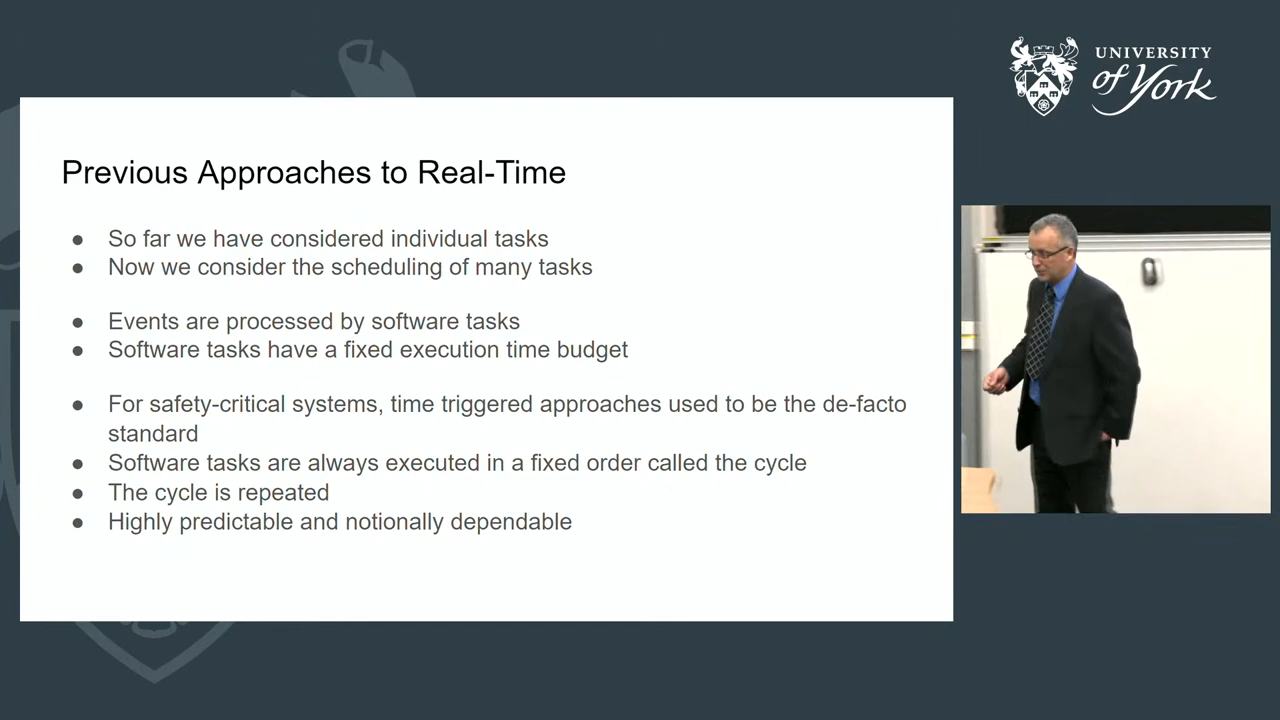 UNIVERSITY
of York
Previous Approaches to Real-Time
● So far we have considered individual tasks
● Now we consider the scheduling of many tasks
● Events are processed by software tasks
● Software tasks have a fixed execution time budget
● For safety-critical systems, time triggered approaches used to be the de-facto
standard
● Software tasks are always executed in a fixed order called the cycle
● The cycle is repeated
● Highly predictable and notionally dependable